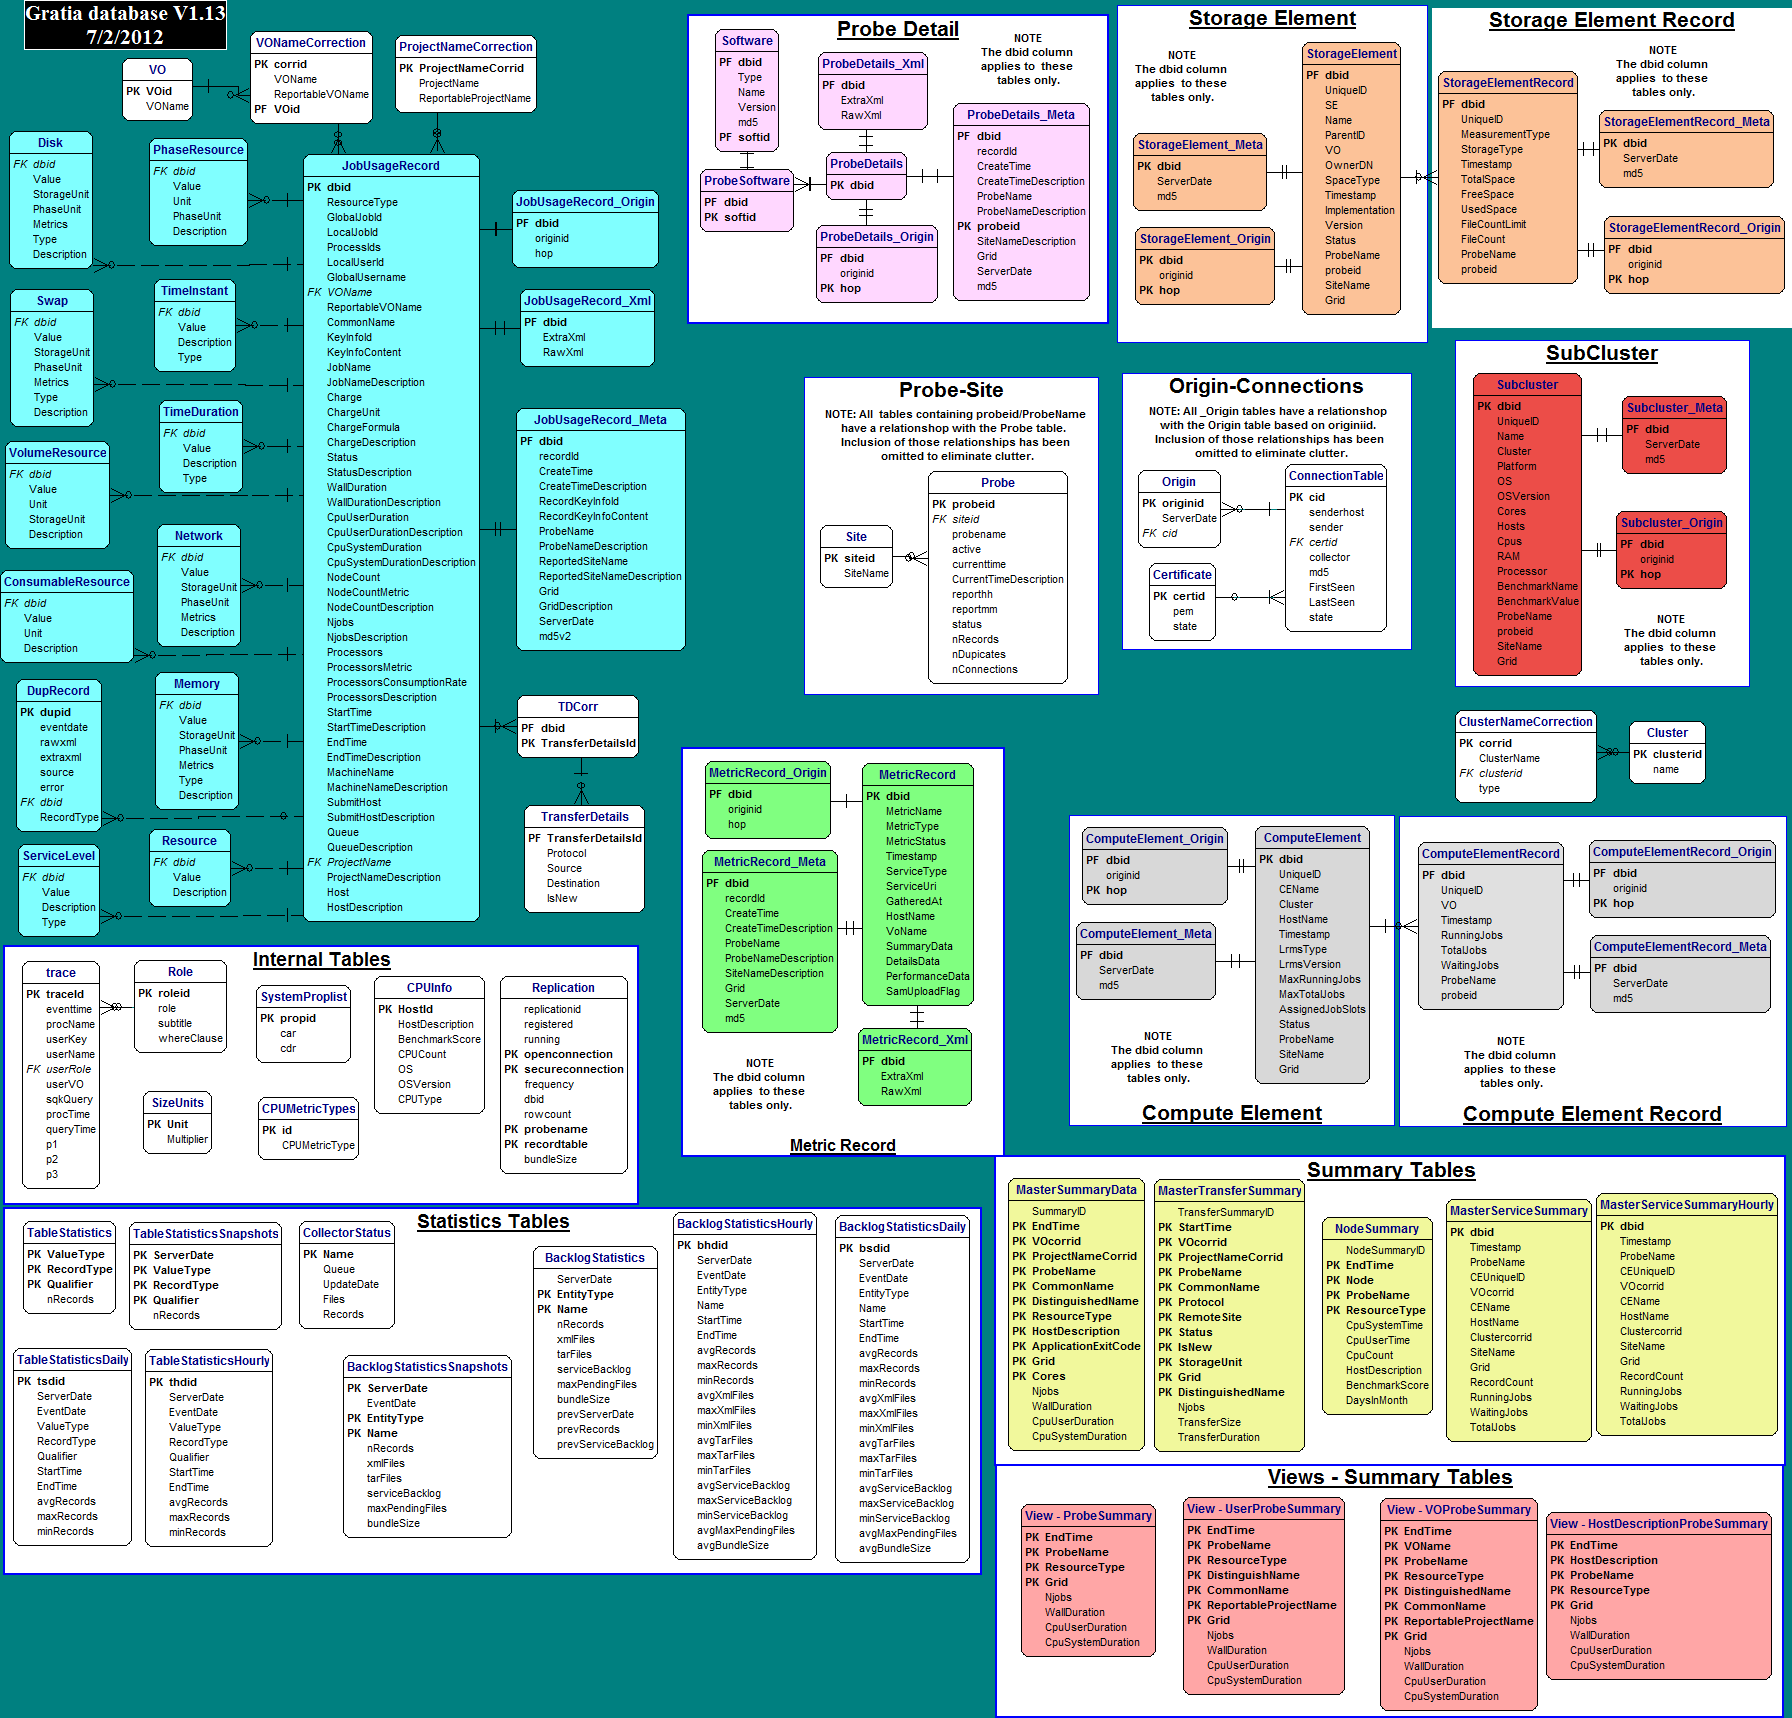 Gratia database V1.13
7/2/2012
VO
PK VOid
VOName
VONameCorrection
PK corrid
VOName
ReportableVOName
PF VOid
ProjectNameCorrection
PK ProjectNameCorrid
ProjectName
ReportableProjectName
Disk
FK dbid
Value
StorageUnit
PhaseUnit
Metrics
Type
Description
PhaseResource
FK dbid
Value
Unit
PhaseUnit
Description
Swap
FK dbid
Value
StorageUnit
PhaseUnit
Metrics
Type
Description
TimeInstant
FK dbid
Value
Description
Type
TimeDuration
FK dbid
Value
Description
Type
VolumeResource
FK dbid
Value
Unit
StorageUnit
Description
Network
FK dbid
Value
StorageUnit
PhaseUnit
Metrics
Description
ConsumableResource
FK dbid
Value
Unit
Description
DupRecord
PK dupid
eventdate
rawxml
extraxml
source
error
FK dbid
RecordType
Memory
FK dbid
Value
StorageUnit
PhaseUnit
Metrics
Type
Description
Resource
FK dbid
Value
Description
ServiceLevel
FK dbid
Value
Description
Type
JobUsageRecord
PK dbid
ResourceType
GlobalJobId
LocalJobId
ProcessIds
LocalUserId
GlobalUsername
FK VOName
ReportableVOName
CommonName
KeyInfoId
KeyInfoContent
JobName
JobNameDescription
Charge
ChargeUnit
ChargeFormula
ChargeDescription
Status
StatusDescription
WallDuration
WallDurationDescription
CpuUserDuration
CpuUserDurationDescription
CpuSystemDuration
CpuSystemDurationDescription
NodeCount
NodeCountMetric
NodeCountDescription
Njobs
NjobsDescription
Processors
ProcessorsMetric
ProcessorsConsumptionRate
ProcessorsDescription
StartTime
StartTimeDescription
EndTime
EndTimeDescription
MachineName
MachineNameDescription
SubmitHost
SubmitHostDescription
Queue
QueueDescription
FK ProjectName
ProjectNameDescription
Host
HostDescription
JobUsageRecord_Origin
PF dbid
originid
hop
JobUsageRecord_Xml
PF dbid
ExtraXml
RawXml
JobUsageRecord_Meta
PF dbid
recordId
CreateTime
CreateTimeDescription
RecordKeyInfoId
RecordKeyInfoContent
ProbeName
ProbeNameDescription
ReportedSiteName
ReportedSiteNameDescription
Grid
GridDescription
ServerDate
md5v2
TDCorr
PF dbid
PK TransferDetailsId
TransferDetails
PF TransferDetailsId
Protocol
Source
Destination
IsNew
Probe Detail
NOTE
The dbid column
applies to these
tables only.
Software
PF dbid
Type
Name
Version
md5
PF softid
ProbeSoftware
PF dbid
PK softid
ProbeDetails_Xml
PF dbid
ExtraXml
RawXml
ProbeDetails
PK dbid
ProbeDetails_Origin
PF dbid
originid
PK hop
ProbeDetails_Meta
PF dbid
recordId
CreateTime
CreateTimeDescription
ProbeName
ProbeNameDescription
PK probeid
SiteNameDescription
Grid
ServerDate
md5
Storage Element
NOTE
The dbid column
applies to these
tables only.
StorageElement_Meta
PK dbid
ServerDate
md5
StorageElement_Origin
PK dbid
originid
PK hop
StorageElement
PF dbid
UniqueID
SE
Name
ParentID
VO
OwnerDN
SpaceType
Timestamp
Implementation
Version
Status
ProbeName
probeid
SiteName
Grid
Storage Element Record
NOTE
The dbid column
applies to these
tables only.
StorageElementRecord
PF dbid
UniqueID
MeasurementType
StorageType
Timestamp
TotalSpace
FreeSpace
UsedSpace
FileCountLimit
FileCount
ProbeName
probeid
StorageElementRecord_Meta
PK dbid
ServerDate
md5
StorageElementRecord_Origin
PF dbid
originid
PK hop
Probe-Site
NOTE: All tables containing probeid/ProbeName
have a relationshop with the Probe table.
Inclusion of those relationships has been
omitted to eliminate clutter.
Site
PK siteid
SiteName
Probe
PK probeid
FK siteid
probename
active
currenttime
CurrentTimeDescription
reporthh
reportmm
status
nRecords
nDupicates
nConnections
Origin-Connections
NOTE: All _Origin tables have a relationshop
with the Origin table based on originiid.
Inclusion of those relationships has been
omitted to eliminate clutter.
Origin
PK originid
ServerDate
FK cid
Certificate
PK certid
pem
state
ConnectionTable
PK cid
senderhost
sender
FK certid
collector
md5
FirstSeen
LastSeen
state
SubCluster
Subcluster
PK dbid
UniqueID
Name
Cluster
Platform
OS
OSVersion
Cores
Hosts
Cpus
RAM
Processor
BenchmarkName
BenchmarkValue
ProbeName
probeid
SiteName
Grid
Subcluster_Meta
PF dbid
ServerDate
md5
Subcluster_Origin
PF dbid
originid
PK hop
NOTE
The dbid column
applies to these
tables only.
ClusterNameCorrection
PK corrid
ClusterName
FK clusterid
type
Cluster
PK clusterid
name
MetricRecord_Origin
PF dbid
originid
hop
MetricRecord_Meta
PF dbid
recordId
CreateTime
CreateTimeDescription
ProbeName
ProbeNameDescription
SiteNameDescription
Grid
ServerDate
md5
MetricRecord
PK dbid
MetricName
MetricType
MetricStatus
Timestamp
ServiceType
ServiceUri
GatheredAt
HostName
VoName
SummaryData
DetailsData
PerformanceData
SamUploadFlag
MetricRecord_Xml
PF dbid
ExtraXml
RawXml
NOTE
The dbid column
applies to these
tables only.
Metric Record
ComputeElement_Origin
PF dbid
originid
PK hop
ComputeElement_Meta
PF dbid
ServerDate
md5
ComputeElement
PK dbid
UniqueID
CEName
Cluster
HostName
Timestamp
LrmsType
LrmsVersion
MaxRunningJobs
MaxTotalJobs
AssignedJobSlots
Status
ProbeName
SiteName
Grid
NOTE
The dbid column
applies to these
tables only.
Compute Element
ComputeElementRecord
PF dbid
UniqueID
VO
Timestamp
RunningJobs
TotalJobs
WaitingJobs
ProbeName
probeid
ComputeElementRecord_Origin
PF dbid
originid
PK hop
ComputeElementRecord_Meta
PF dbid
ServerDate
md5
NOTE
The dbid column
applies to these
tables only.
Compute Element Record
Internal Tables
trace
PK traceId
eventtime
procName
userKey
userName
FK userRole
userVO
sqkQuery
procTime
queryTime
p1
p2
p3
Role
PK roleid
role
subtitle
whereClause
SizeUnits
PK Unit
Multiplier
SystemProplist
PK propid
car
cdr
CPUMetricTypes
PK id
CPUMetricType
CPUInfo
PK HostId
HostDescription
BenchmarkScore
CPUCount
OS
OSVersion
CPUType
Replication
replicationid
registered
running
PK openconnection
PK secureconnection
frequency
dbid
rowcount
PK probename
PK recordtable
bundleSize
Statistics Tables
TableStatistics
PK ValueType
PK RecordType
PK Qualifier
nRecords
TableStatisticsSnapshots
PK ServerDate
PK ValueType
PK RecordType
PK Qualifier
nRecords
CollectorStatus
PK Name
Queue
UpdateDate
Files
Records
TableStatisticsDaily
PK tsdid
ServerDate
EventDate
ValueType
RecordType
Qualifier
StartTime
EndTime
avgRecords
maxRecords
minRecords
TableStatisticsHourly
PK thdid
ServerDate
EventDate
ValueType
RecordType
Qualifier
StartTime
EndTime
avgRecords
maxRecords
minRecords
BacklogStatisticsSnapshots
PK ServerDate
EventDate
PK EntityType
PK Name
nRecords
xmlFiles
tarFiles
serviceBacklog
maxPendingFiles
bundleSize
BacklogStatistics
ServerDate
PK EntityType
PK Name
nRecords
xmlFiles
tarFiles
serviceBacklog
maxPendingFiles
bundleSize
prevServerDate
prevRecords
prevServiceBacklog
BacklogStatisticsHourly
PK bhdid
ServerDate
EventDate
EntityType
Name
StartTime
EndTime
avgRecords
maxRecords
minRecords
avgXmlFiles
maxXmlFiles
minXmlFiles
avgTarFiles
maxTarFiles
minTarFiles
avgServiceBacklog
maxServiceBacklog
minServiceBacklog
avgMaxPendingFiles
avgBundleSize
BacklogStatisticsDaily
PK bsdid
ServerDate
EventDate
EntityType
Name
StartTime
EndTime
avgRecords
maxRecords
minRecords
avgXmlFiles
maxXmlFiles
minXmlFiles
avgTarFiles
maxTarFiles
minTarFiles
avgServiceBacklog
maxServiceBacklog
minServiceBacklog
avgMaxPendingFiles
avgBundleSize
Summary Tables
MasterSummaryData
SummaryID
PK EndTime
PK VOcorrid
PK ProjectNameCorrid
PK ProbeName
PK CommonName
PK DistinguishedName
PK ResourceType
PK HostDescription
PK ApplicationExitCode
PK Grid
PK Cores
Njobs
WallDuration
CpuUserDuration
CpuSystemDuration
MasterTransferSummary
TransferSummaryID
PK StartTime
PK VOcorrid
PK ProjectNameCorrid
PK ProbeName
PK CommonName
PK Protocol
PK RemoteSite
PK Status
PK IsNew
PK StorageUnit
PK Grid
PK DistinguishedName
Njobs
TransferSize
TransferDuration
NodeSummary
NodeSummaryID
PK EndTime
PK Node
PK ProbeName
PK ResourceType
CpuSystemTime
CpuUserTime
CpuCount
HostDescription
BenchmarkScore
DaysInMonth
MasterServiceSummary
PK dbid
Timestamp
ProbeName
CEUniqueID
VOcorrid
CEName
HostName
Clustercorrid
SiteName
Grid
RecordCount
RunningJobs
WaitingJobs
TotalJobs
MasterServiceSummaryHourly
PK dbid
Timestamp
ProbeName
CEUniqueID
VOcorrid
CEName
HostName
Clustercorrid
SiteName
Grid
RecordCount
RunningJobs
WaitingJobs
TotalJobs
Views - Summary Tables
View - ProbeSummary
PK EndTime
PK ProbeName
PK ResourceType
PK Grid
Njobs
WallDuration
CpuUserDuration
CpuSystemDuration
View - UserProbeSummary
PK EndTime
PK ProbeName
PK ResourceType
PK DistinguishName
PK CommonName
PK ReportableProjectName
PK Grid
Njobs
WallDuration
CpuUserDuration
CpuSystemDuration
View - VOProbeSummary
PK EndTime
PK VOName
PK ProbeName
PK ResourceType
PK DistinguishedName
PK CommonName
PK ReportableProjectName
PK Grid
Njobs
WallDuration
CpuUserDuration
CpuSystemDuration
View - HostDescriptionProbeSummary
PK EndTime
PK HostDescription
PK ProbeName
PK ResourceType
PK Grid
Njobs
WallDuration
CpuUserDuration
CpuSystemDuration